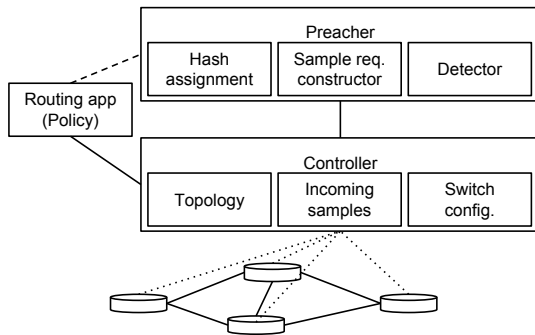 Preacher
Hash
assignment
Sample req.
constructor
Detector
Routing app
(Policy)
Controller
Topology
Incoming
samples
Switch
config.